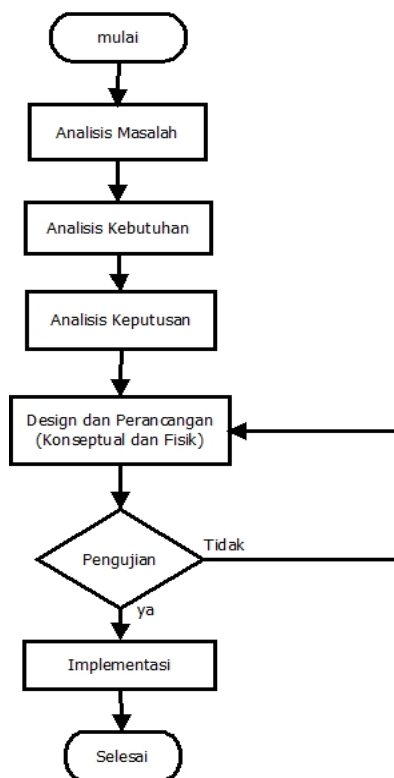 mulai
Analisis Masalah
Analisis Kebutuhan
Analisis Keputusan
Design dan Perancangan
(Konseptual dan Fisik)
Pengujian
Tidak
ya
Implementasi
Selesai